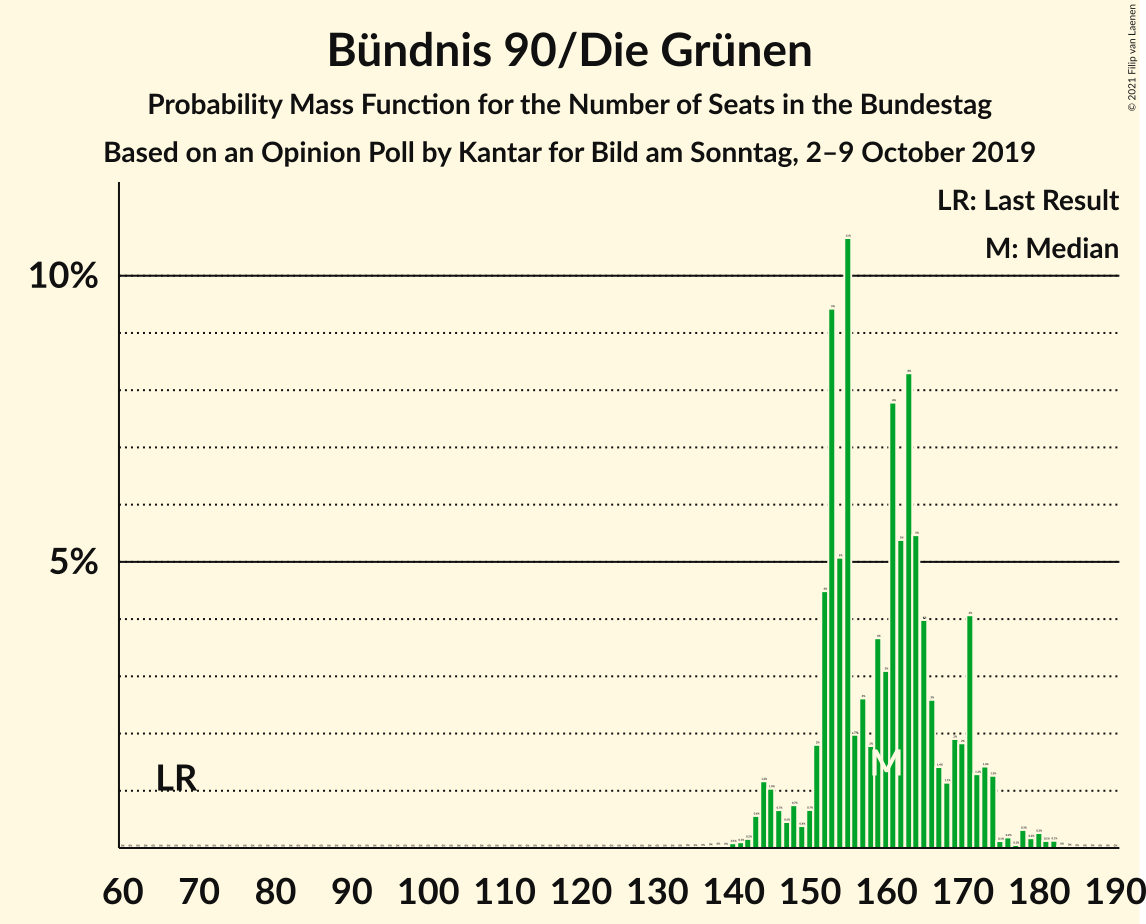 Bündnis 90/Die Grünen
Probability Mass Function for the Number of Seats in the Bundestag
Based on an Opinion Poll by Kantar for Bild am Sonntag, 2–9 October 2019
© 2021 Filip van Laenen
LR: Last Result
M: Median
10%
5%
LR
M
60 70 80 90 100 110 120 130 140 150 160 170 180 190